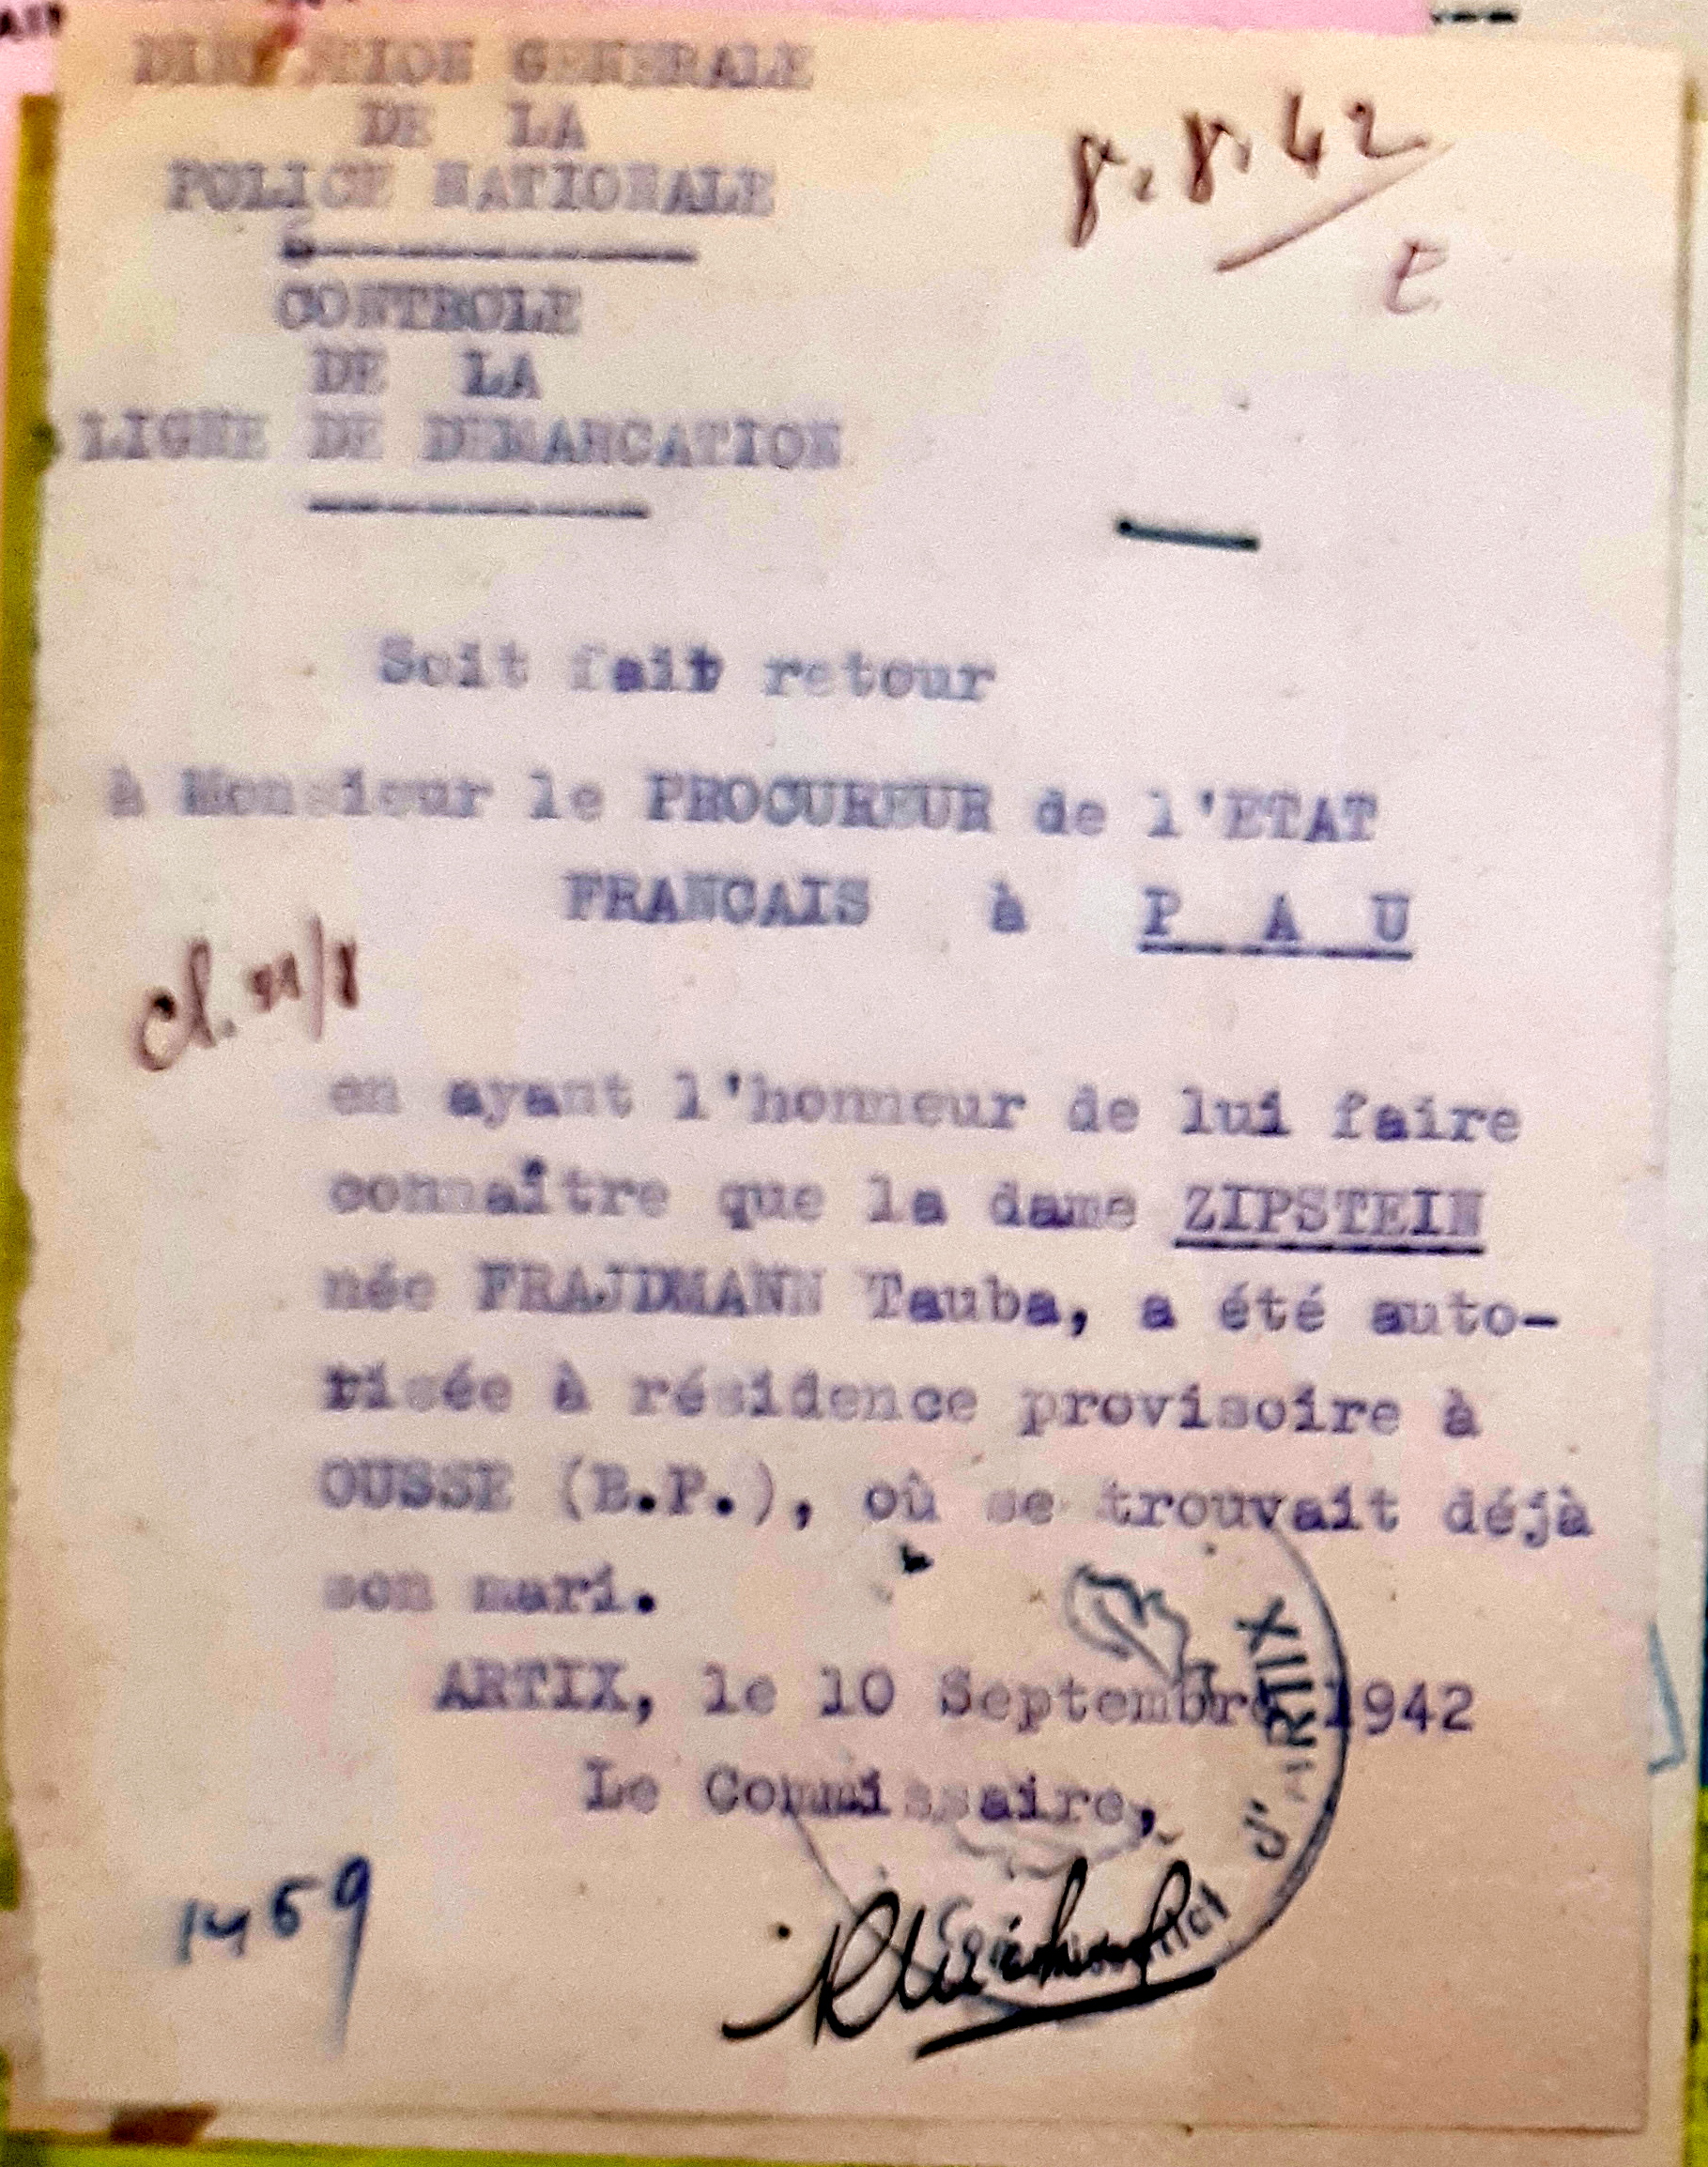 DIRECTION GENERALE
DE LA
POLICE NATIONALE
CONTROLE
DE LA
LIGNE DE DEMARCATION
8.8.42
Soit fait retour
à Monsieur le PROCUREUR de l'ETAT
FRANCAIS à P A U
cl.
en ayant l'honneur de lui faire
connaître que la dame ZIPSTEIN
née FRAJDMANN Tauba, a été auto-
risée à résidence provisoire à
OUSSE (B.P.), où se trouvait déjà
son mari.
ARTIX, le 10 Septembre 1942
Le Commissaire,
d'ARTIX
1469